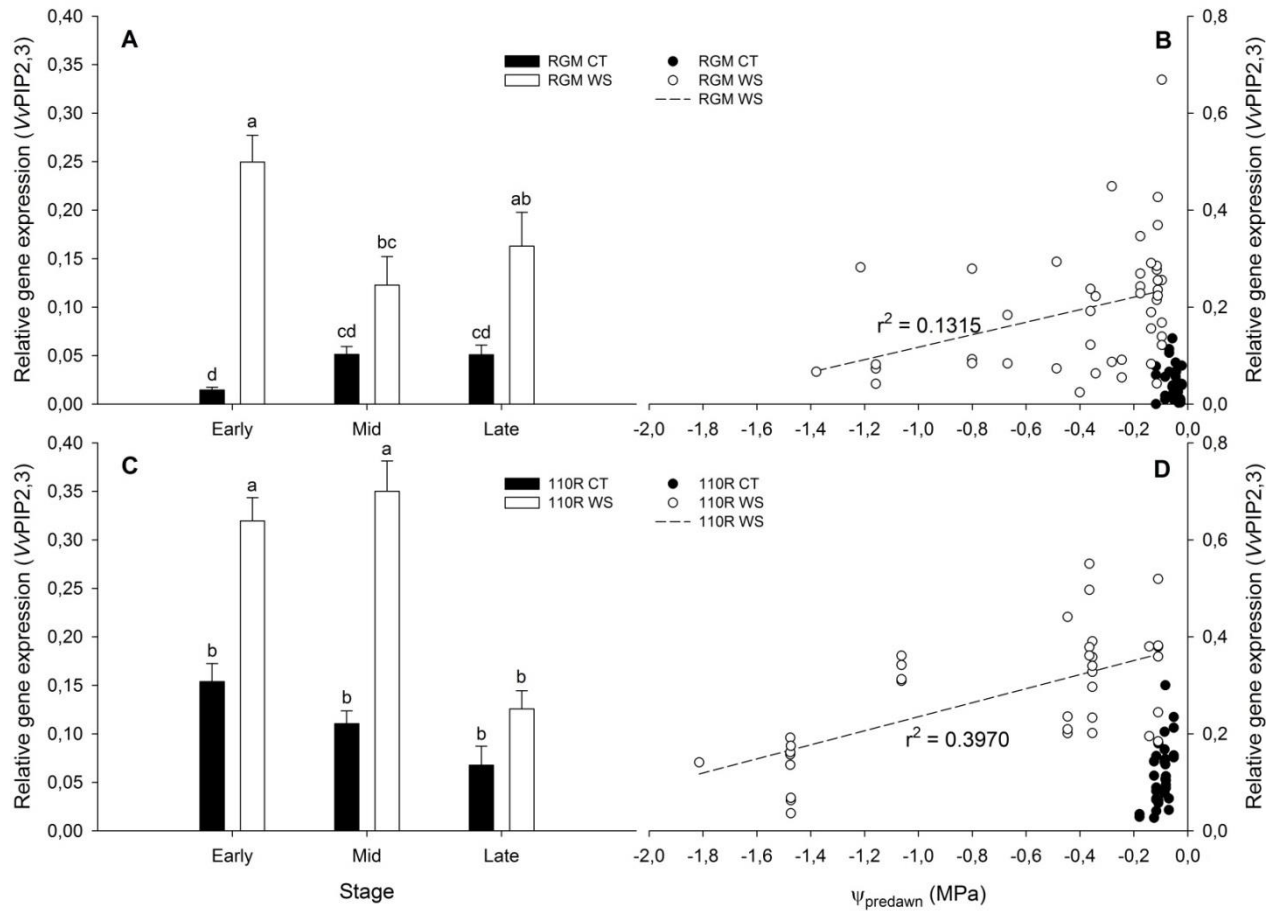 A
B
RGM CT
RGM WS
RGM CT
RGM WS
RGM WS
Relative gene expression (VvPIP2,3)
0,40
0,35
0,30
0,25
0,20
0,15
0,10
0,05
0,00
d
a
cd
bc
cd
ab
Early
Mid
Late
r² = 0.1315
-2,0
-1,8
-1,6
-1,4
-1,2
-1,0
-0,8
-0,6
-0,4
-0,2
0,0
0,8
0,6
0,4
0,2
0,0
Relative gene expression (VvPIP2,3)
C
D
110R CT
110R WS
110R CT
110R WS
110R WS
Relative gene expression (VvPIP2,3)
0,40
0,35
0,30
0,25
0,20
0,15
0,10
0,05
0,00
b
a
b
a
b
b
Early
Mid
Late
Stage
r² = 0.3970
-2,0
-1,8
-1,6
-1,4
-1,2
-1,0
-0,8
-0,6
-0,4
-0,2
0,0
ψpredawn (MPa)
0,8
0,6
0,4
0,2
0,0
Relative gene expression (VvPIP2,3)